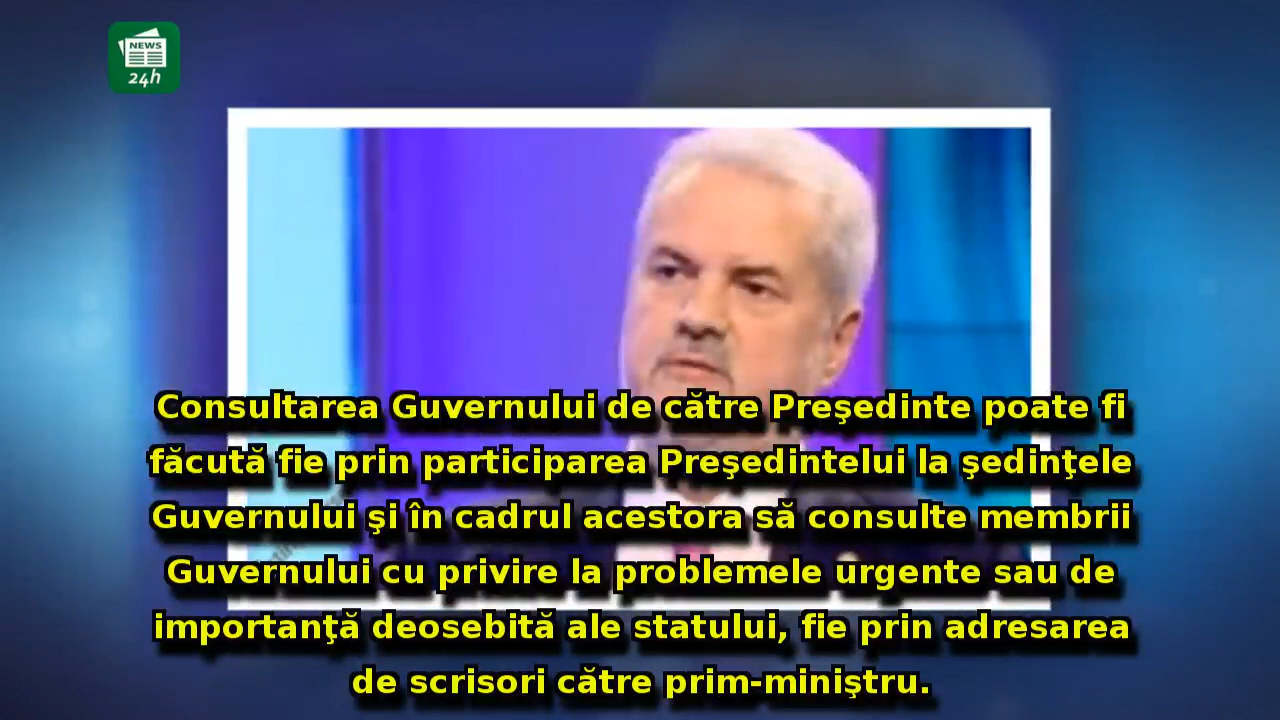 NEWS
24h
Consultarea Guvernului de către Preşedinte poate fi
făcută fie prin participarea Preşedintelui la şedinţele
Guvernului şi în cadrul acestora să consulte membrii
Guvernului cu privire la problemele urgente sau de
importanţă deosebită ale statului, fie prin adresarea
de scrisori către prim-miniştru.